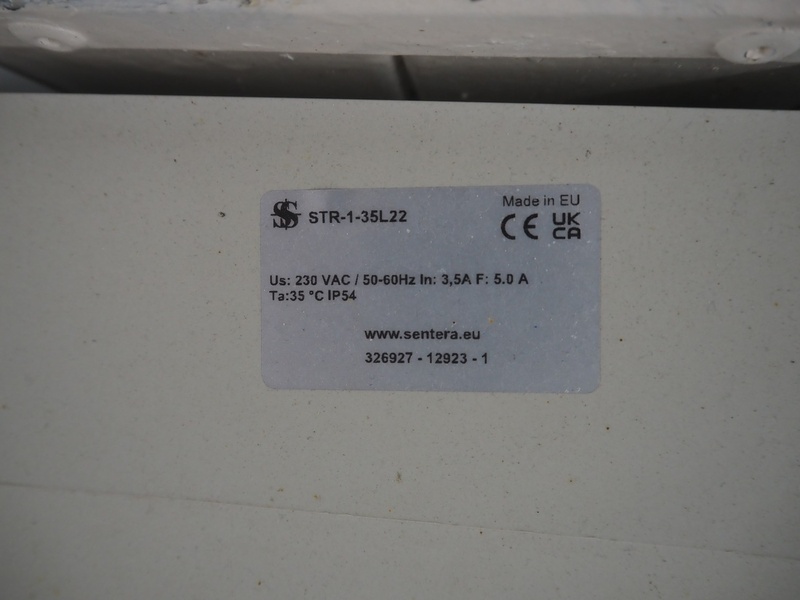 STR-1-35L22
Made in EU
CE UK CA
Us: 230 VAC / 50-60Hz In: 3,5A F: 5.0 A
Ta:35 °C IP54
www.sentera.eu
326927 - 12923 - 1